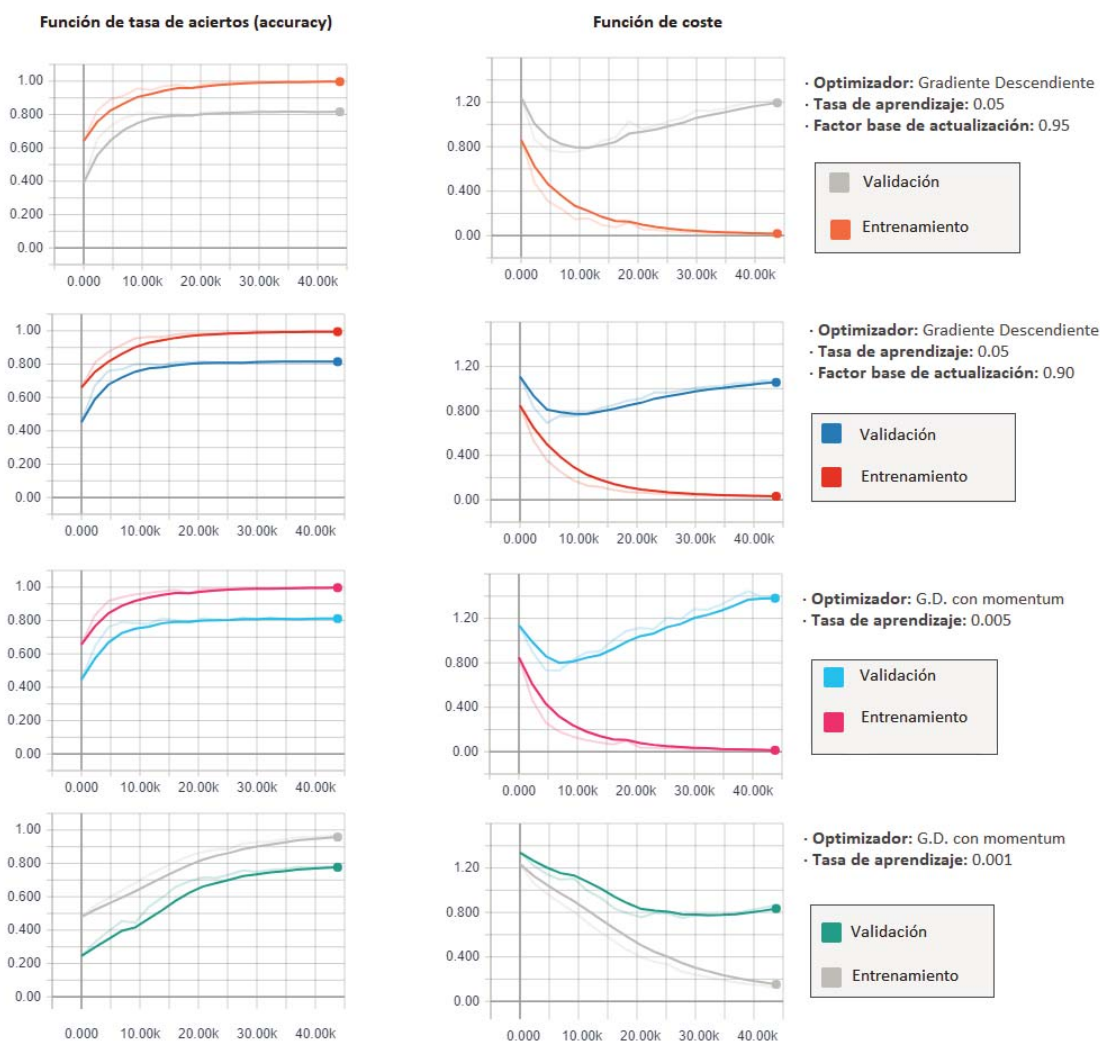 Función de tasa de aciertos (accuracy)
Función de coste
1.00
0.800
0.600
0.400
0.200
0.00
0.000 10.00k 20.00k 30.00k 40.00k
1.20
0.800
0.400
0.00
0.000 10.00k 20.00k 30.00k 40.00k
· Optimizador: Gradiente Descendiente
· Tasa de aprendizaje: 0.05
· Factor base de actualización: 0.95
Validación
Entrenamiento
1.00
0.800
0.600
0.400
0.200
0.00
0.000 10.00k 20.00k 30.00k 40.00k
1.20
0.800
0.400
0.00
0.000 10.00k 20.00k 30.00k 40.00k
· Optimizador: Gradiente Descendiente
· Tasa de aprendizaje: 0.05
· Factor base de actualización: 0.90
Validación
Entrenamiento
1.00
0.800
0.600
0.400
0.200
0.00
0.000 10.00k 20.00k 30.00k 40.00k
1.20
0.800
0.400
0.00
0.000 10.00k 20.00k 30.00k 40.00k
· Optimizador: G.D. con momentum
· Tasa de aprendizaje: 0.005
Validación
Entrenamiento
1.00
0.800
0.600
0.400
0.200
0.00
0.000 10.00k 20.00k 30.00k 40.00k
1.20
0.800
0.400
0.00
0.000 10.00k 20.00k 30.00k 40.00k
· Optimizador: G.D. con momentum
· Tasa de aprendizaje: 0.001
Validación
Entrenamiento